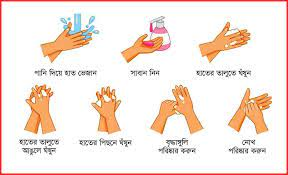 পানি দিয়ে হাত ভেজান
সাবান নিন
হাতের তালুতে ঘষুন
হাতের তালুতে
আঙুলে ঘষুন
হাতের পিছনে ঘষুন
বৃদ্ধাঙ্গুলি
পরিষ্কার করুন
নোখ
পরিষ্কার করুন